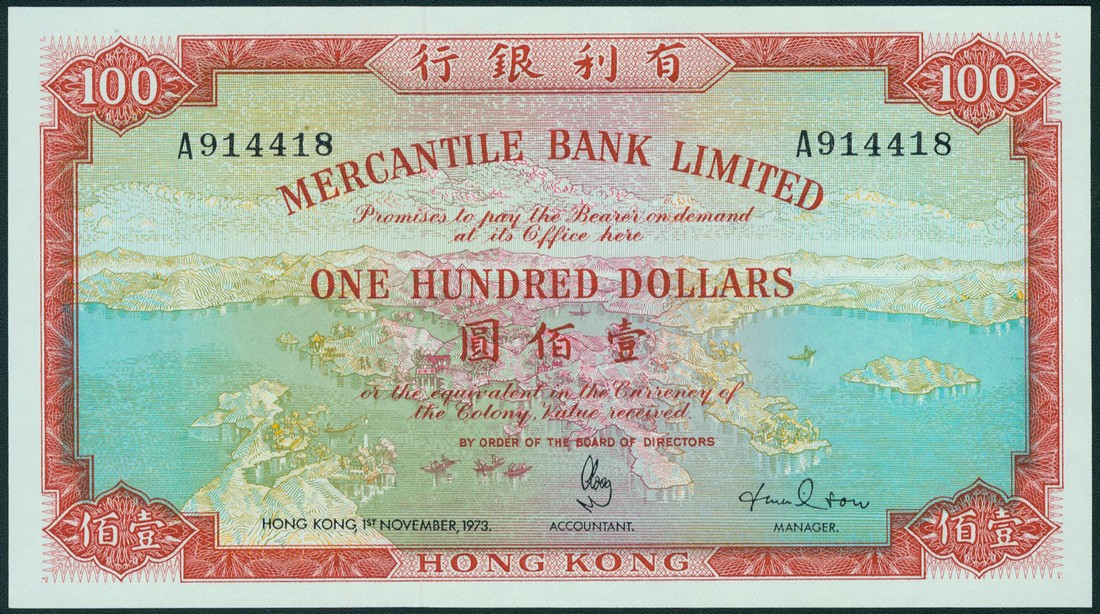 行銀利有
100
100
A914418
A914418
MERCANTILE BANK LIMITED
Promises to pay the Bearer on demand
at its Office here
ONE HUNDRED DOLLARS
圓佰壹
or the equivalent in the Currency of
the Colony, Value received.
BY ORDER OF THE BOARD OF DIRECTORS
HONG KONG, 1ST NOVEMBER, 1973.
ACCOUNTANT.
MANAGER.
佰壹
佰壹
HONG KONG